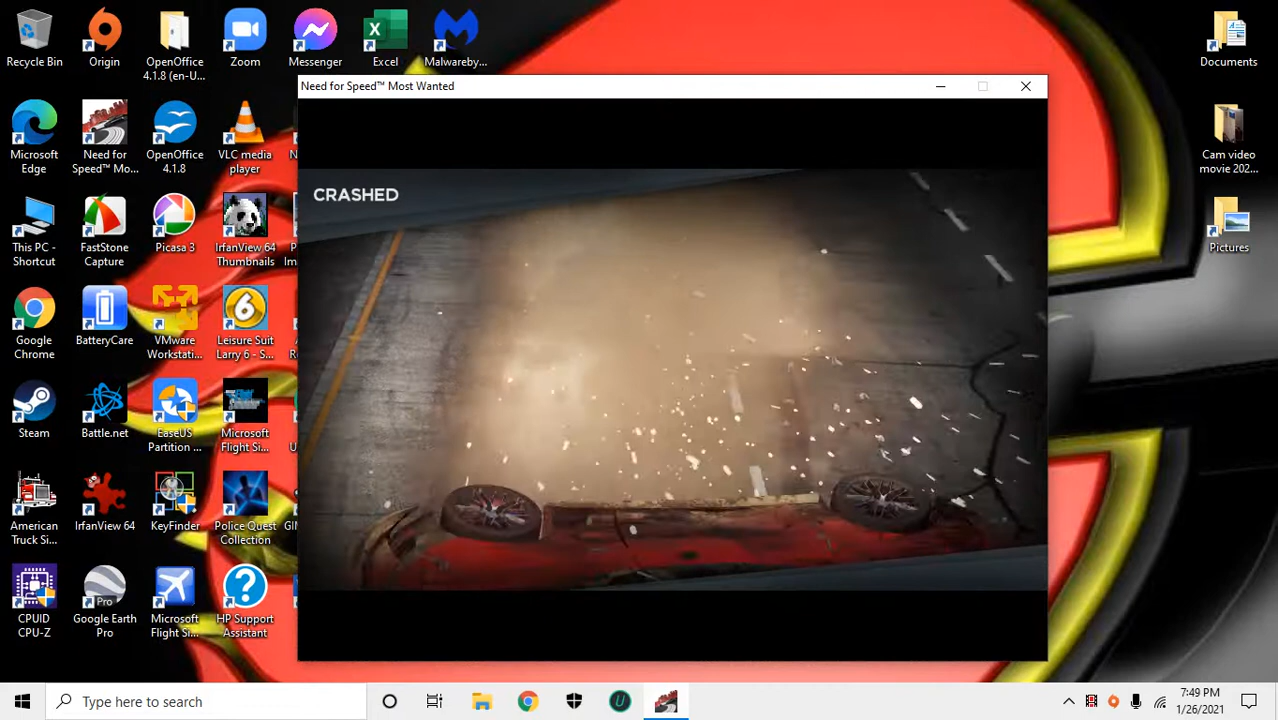 Recycle Bin
Origin
OpenOffice
4.1.8 (en-U...
Zoom
Messenger
Excel
Malwareby...
Documents
Need for Speed™ Most Wanted
CRASHED
Microsoft
Edge
Need for
Speed™ Mo...
OpenOffice
4.1.8
VLC media
player
Cam video
movie 202...
This PC -
Shortcut
FastStone
Capture
Picasa 3
IrfanView 64
Thumbnails
Pictures
Google
Chrome
BatteryCare
VMware
Workstati...
6
Leisure Suit
Larry 6 - S...
Steam
Battle.net
EaseUS
Partition ...
Microsoft
Flight Si...
American
Truck Si...
IrfanView 64
KeyFinder
Police Quest
Collection
CPUID
CPU-Z
Pro
Google Earth
Pro
Microsoft
Flight Si...
HP Support
Assistant
Type here to search
7:49 PM
1/26/2021